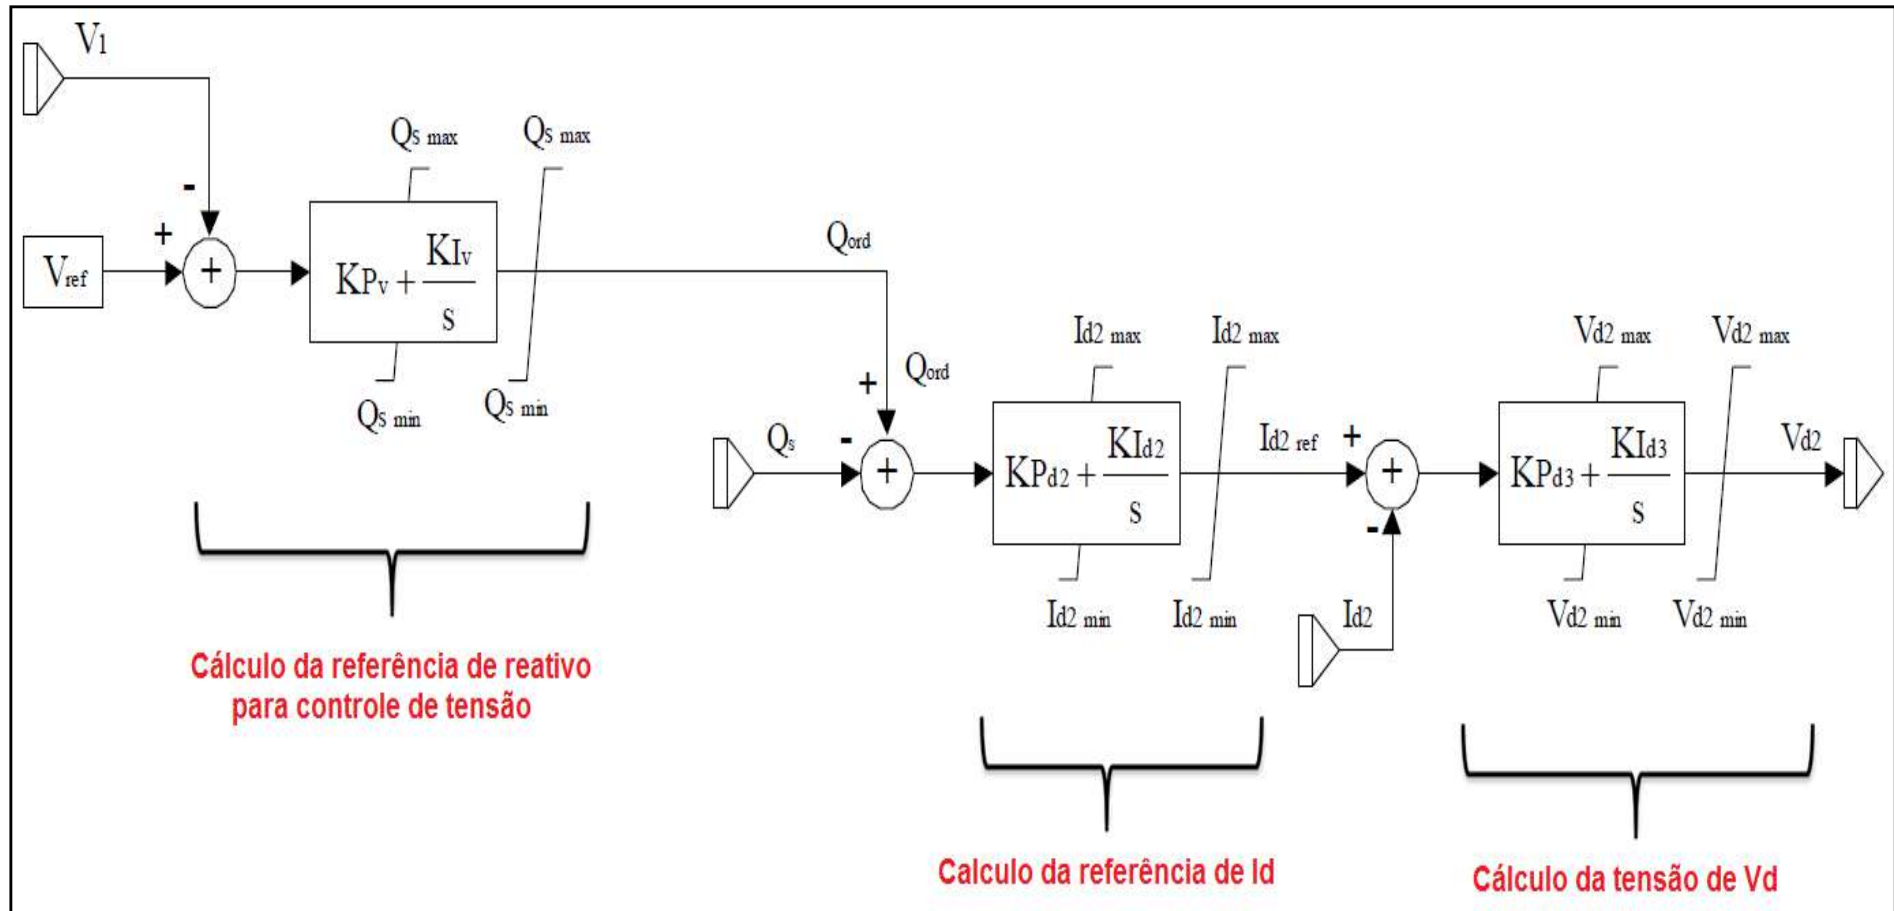 V1
-
Qs max
Qs max
+
Vref
+
KPv + KIv
s
Qord
Qs min
Qs min
+
Qord
Id2 max
Id2 max
Vd2 max
Vd2 max
Qs
-
+
KPd2 + KId2
s
Id2 ref
+
+
-
KPd3 + KId3
s
Vd2
Id2 min
Id2 min
Id2
Vd2 min
Vd2 min
Cálculo da referência de reativo
para controle de tensão
Calculo da referência de Id
Cálculo da tensão de Vd